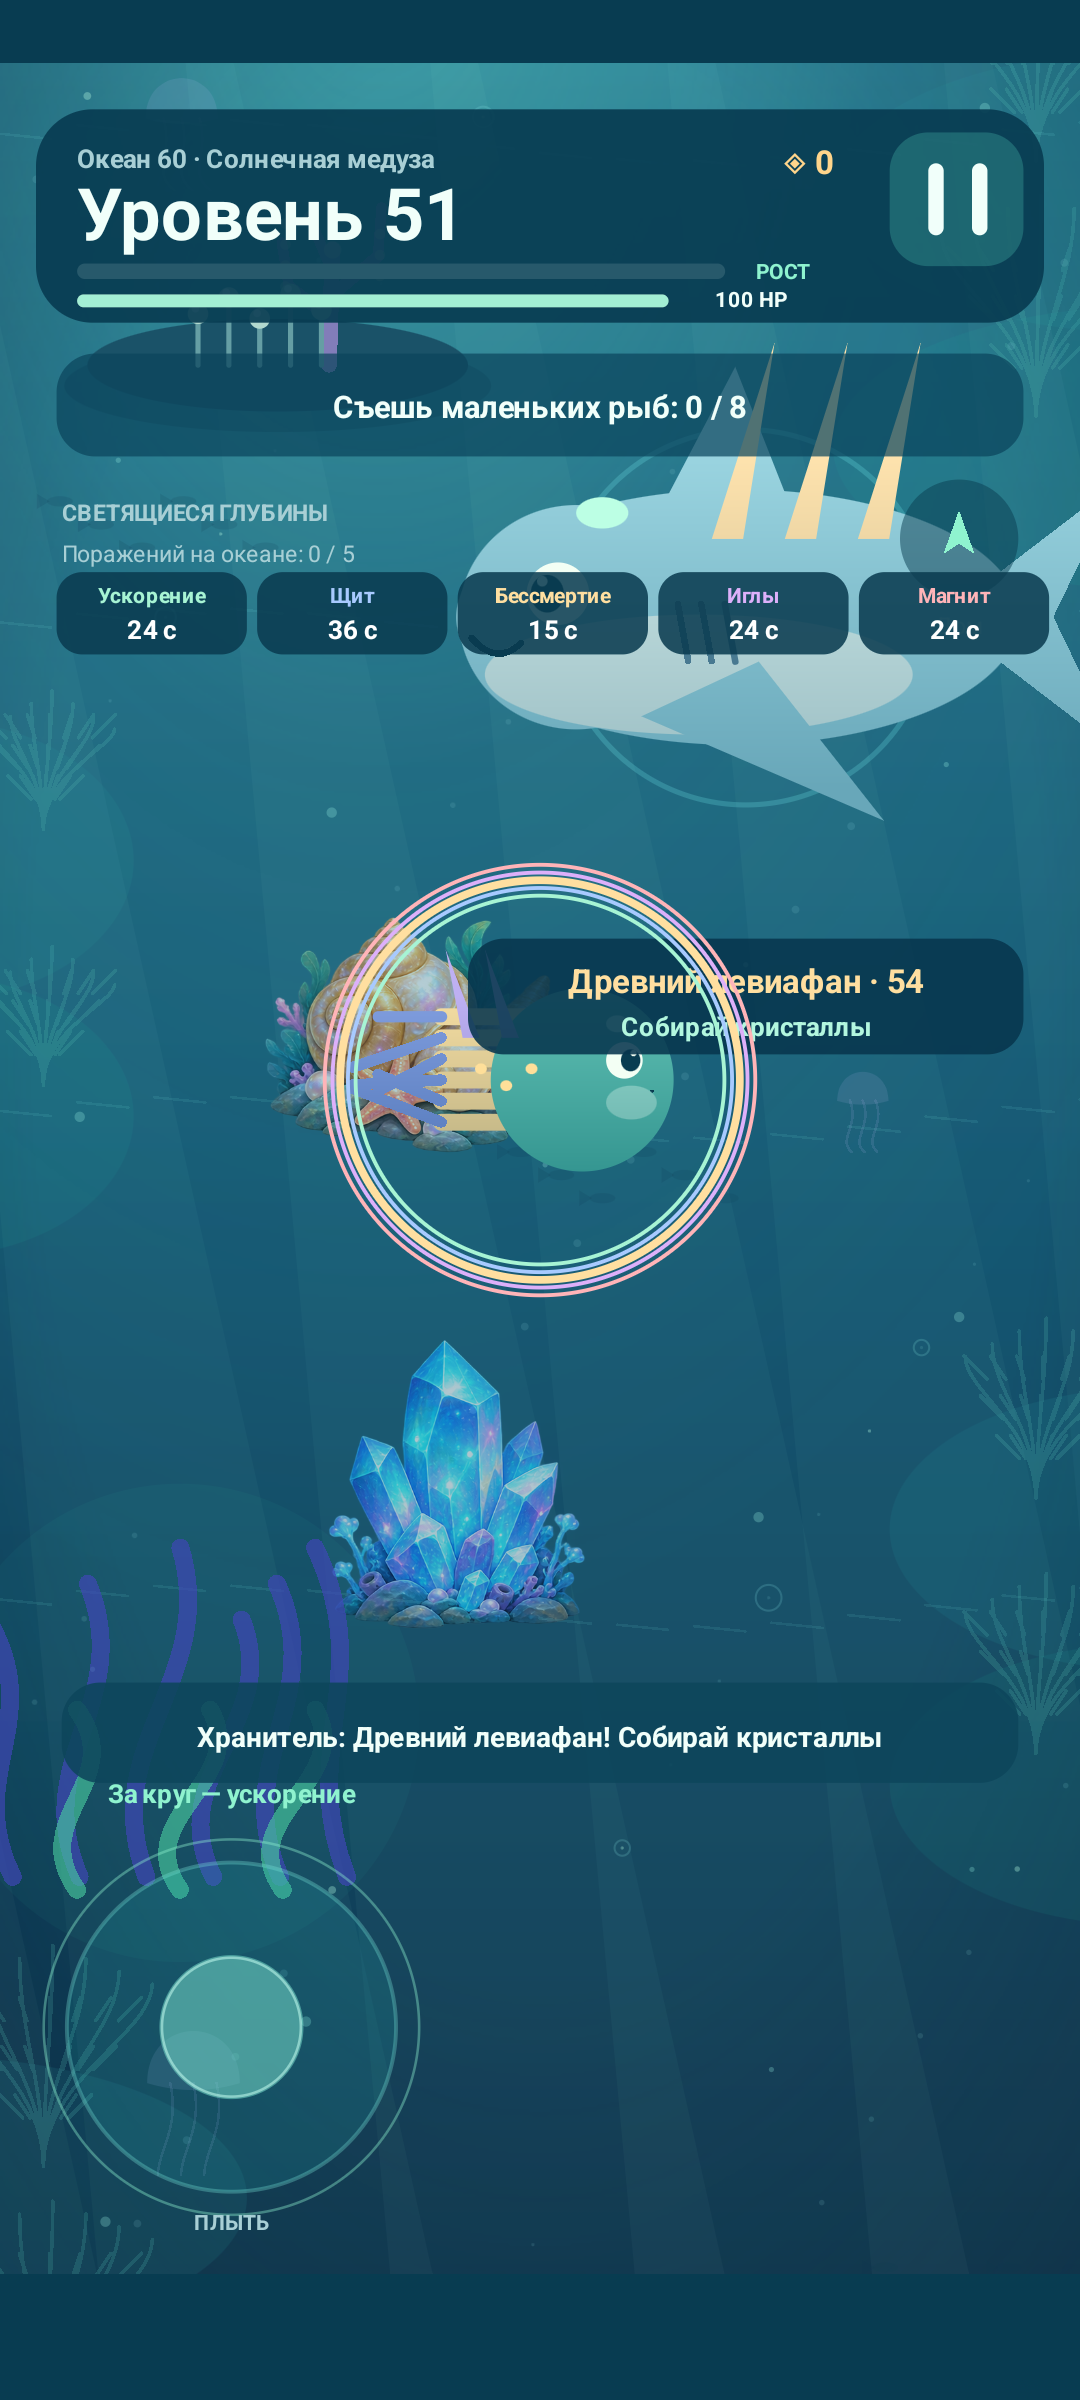 Океан 60 · Солнечная медуза
0
Уровень 51
РОСТ
100 HP
Съешь маленьких рыб: 0 / 8
СВЕТЯЩИЕСЯ ГЛУБИНЫ
Поражений на океане: 0 / 5
Ускорение
24 с
Щит
36 с
Бессмертие
15 с
Иглы
24 с
Магнит
24 с
Древний левиафан · 54
Собирай кристаллы
Хранитель: Древний левиафан! Собирай кристаллы
За круг — ускорение
ПЛЫТЬ